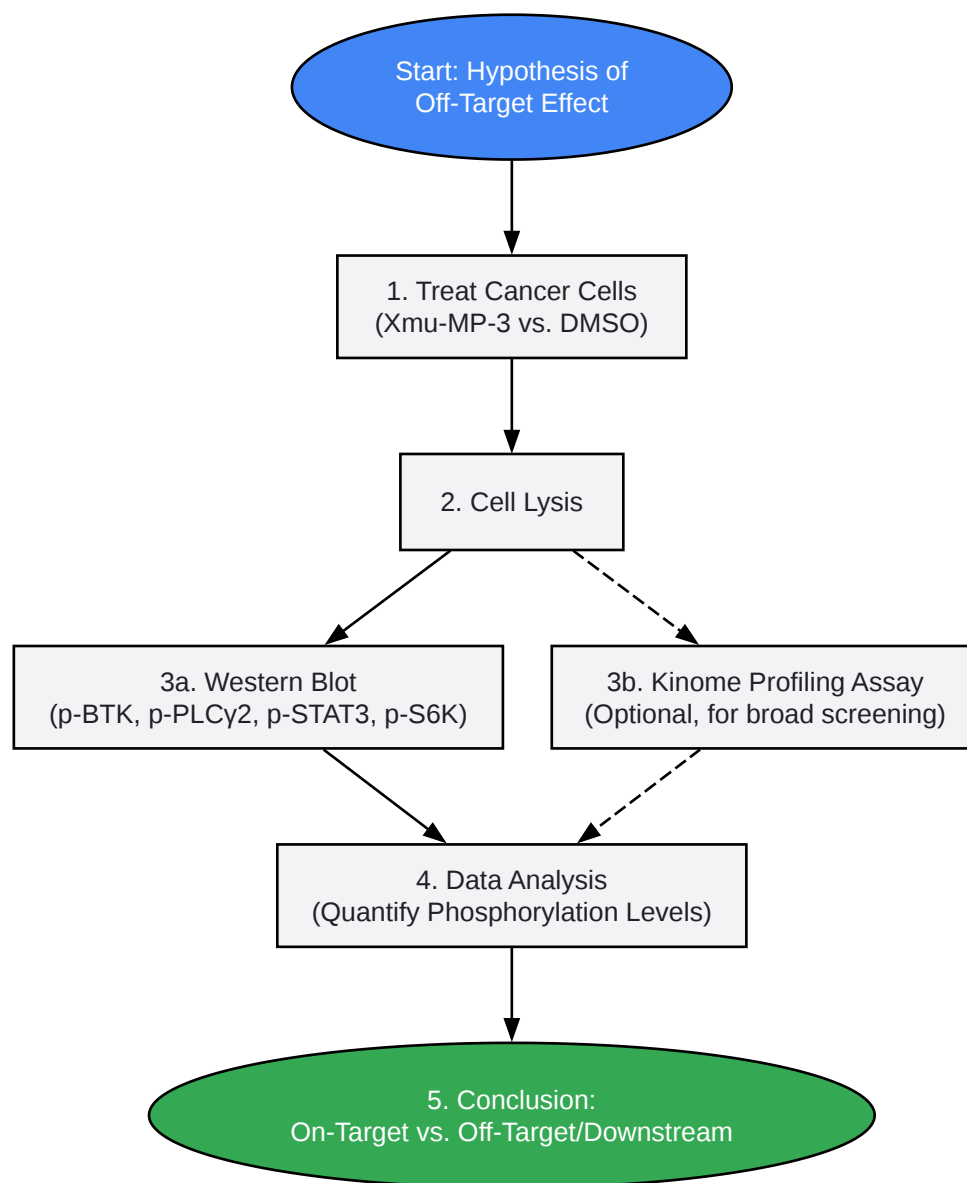 Start: Hypothesis of
Off-Target Effect
1. Treat Cancer Cells
(Xmu-MP-3 vs. DMSO)
2. Cell Lysis
3a. Western Blot
(p-BTK, p-PLCγ2, p-STAT3, p-S6K)
3b. Kinome Profiling Assay
(Optional, for broad screening)
4. Data Analysis
(Quantify Phosphorylation Levels)
5. Conclusion:
On-Target vs. Off-Target/Downstream